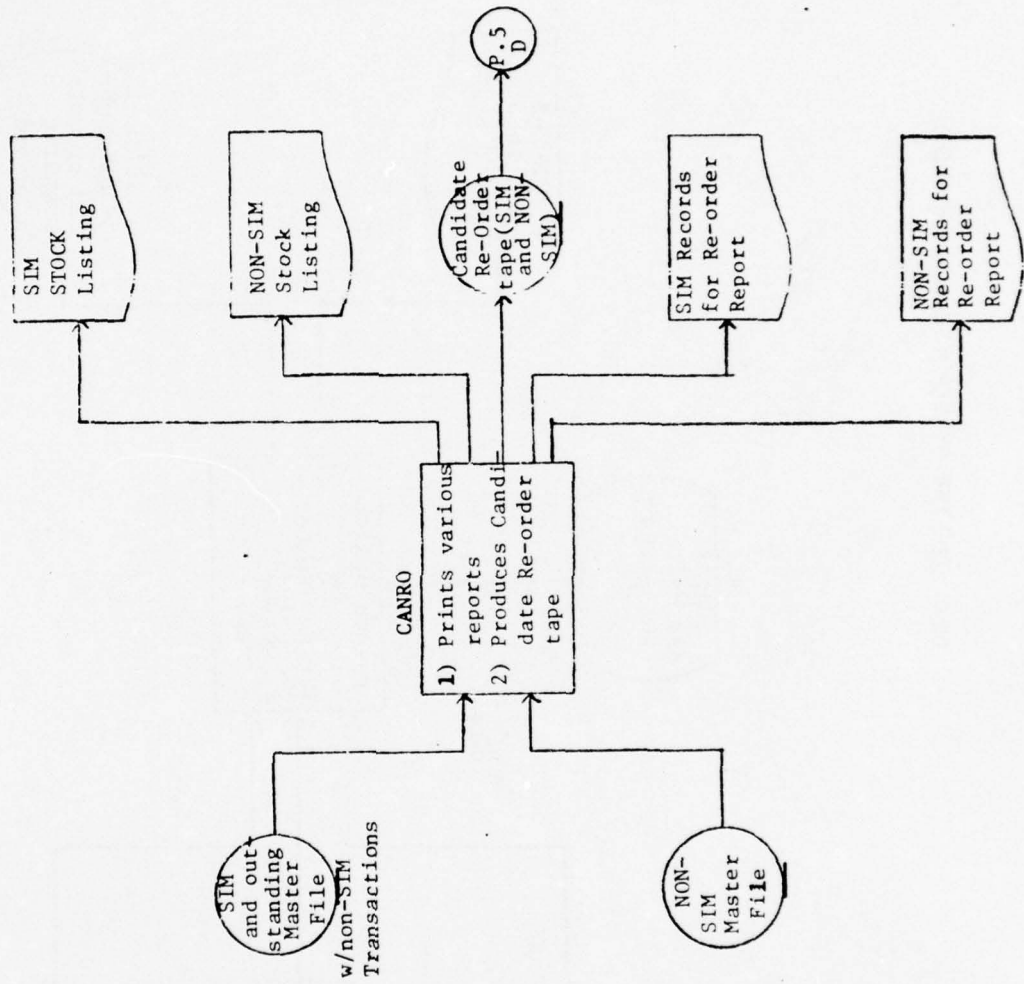 SIM
and out-
standing
Master
File
w/non-SIM
Transactions
NON-
SIM
Master
File
CANRO
1) Prints various
reports
2) Produces Candi-
date Re-order
tape
SIM
STOCK
Listing
NON-SIM
Stock
Listing
Candidate
Re-Order
tape(SIM
and NON-
SIM)
P.5
D
SIM Records
for Re-order
Report
NON-SIM
Records for
Re-order
Report